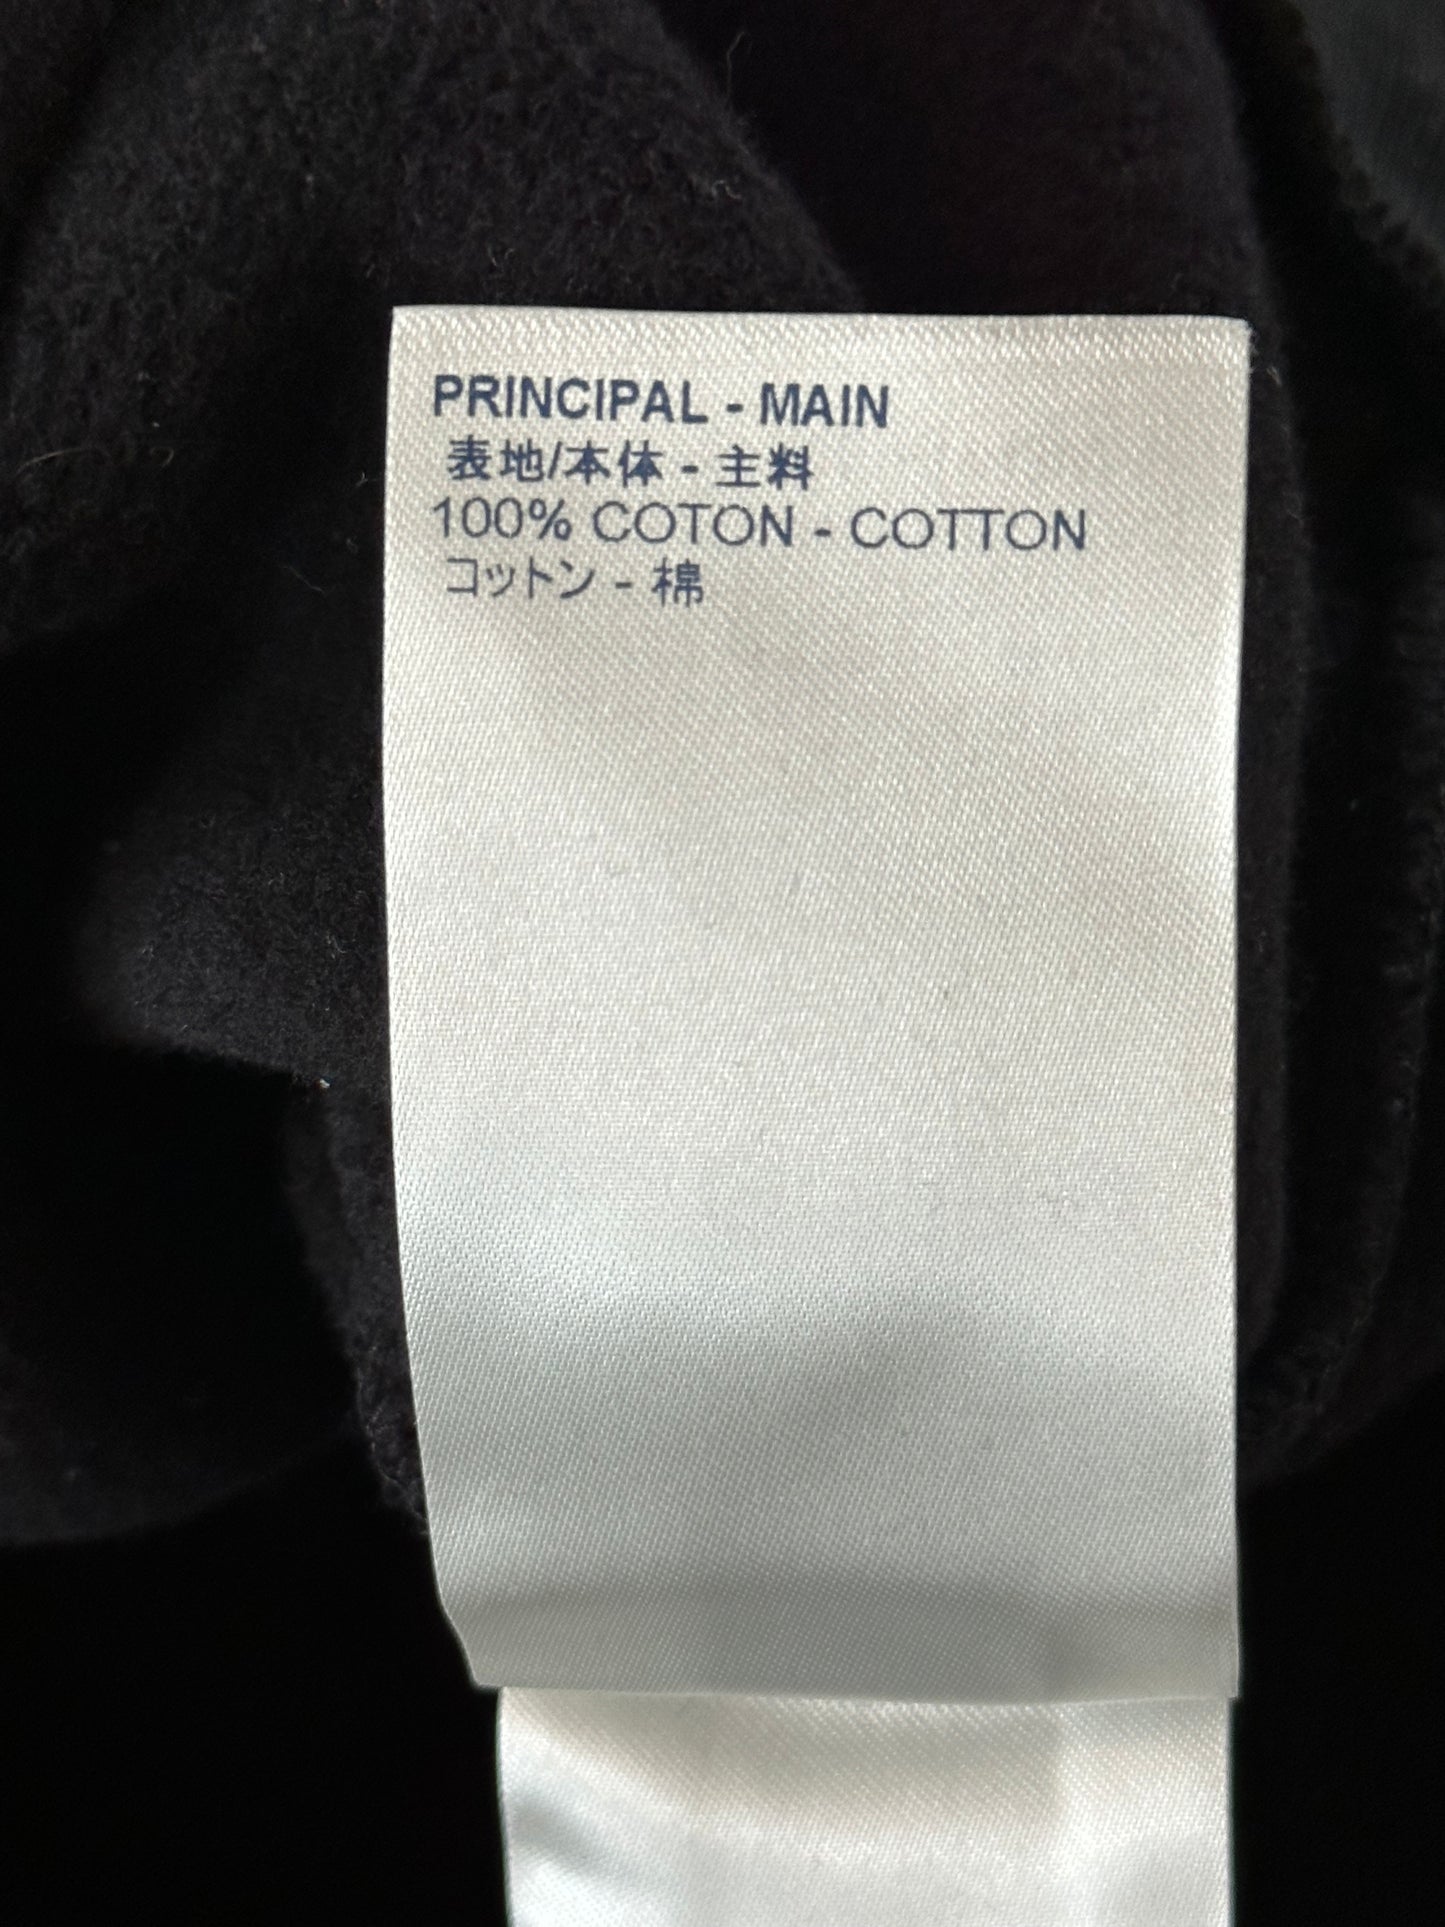 PRINCIPAL - MAIN
表地/本体 - 主料
100% COTON - COTTON
コットン - 棉